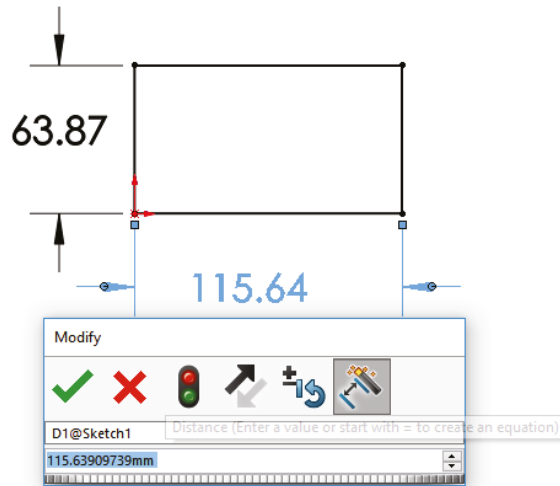 63.87
115.64
Modify
±15
D1@Sketch1
Distance (Enter a value or start with = to create an equation)
115.63909739mm